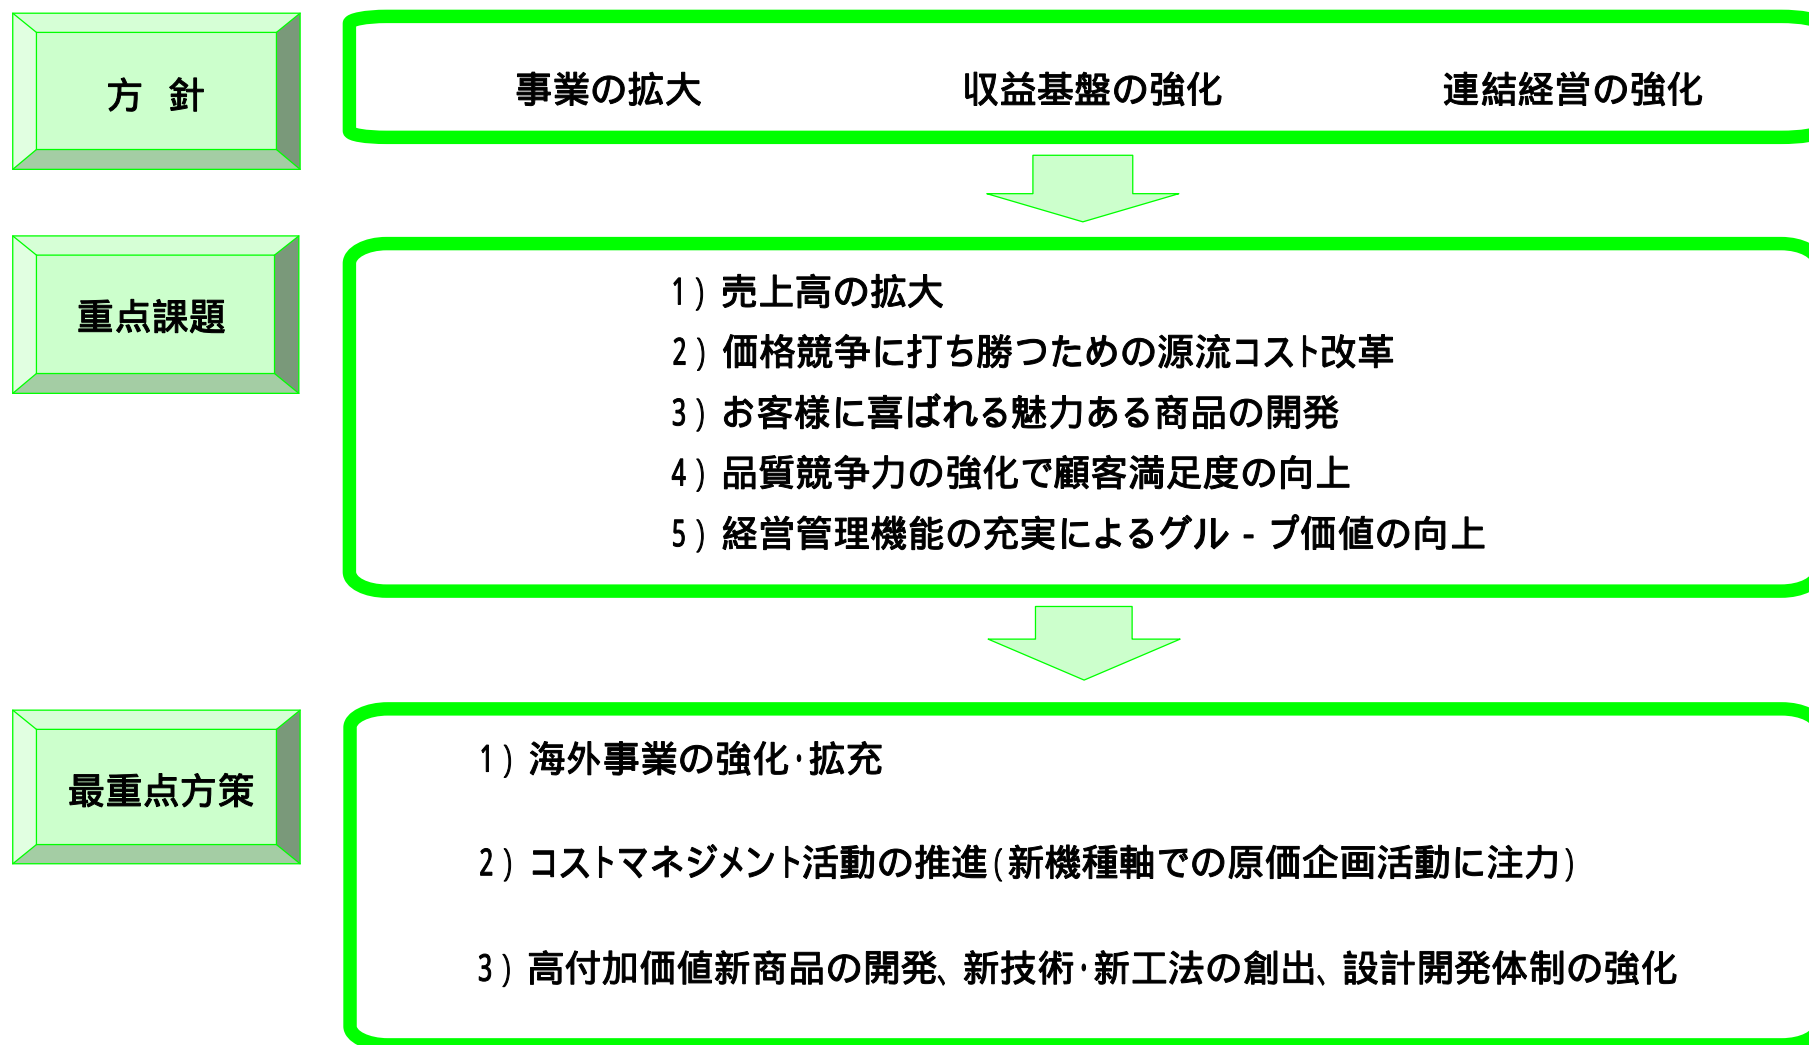 方 針
事業の拡大 収益基盤の強化 連結経営の強化
重点課題
1) 売上高の拡大
2) 価格競争に打ち勝つための源流コスト改革
3) お客様に喜ばれる魅力ある商品の開発
4) 品質競争力の強化で顧客満足度の向上
5) 経営管理機能の充実によるグル - プ価値の向上
最重点方策
1) 海外事業の強化・拡充
2) コストマネジメント活動の推進(新機種軸での原価企画活動に注力)
3) 高付加価値新商品の開発、新技術・新工法の創出、設計開発体制の強化